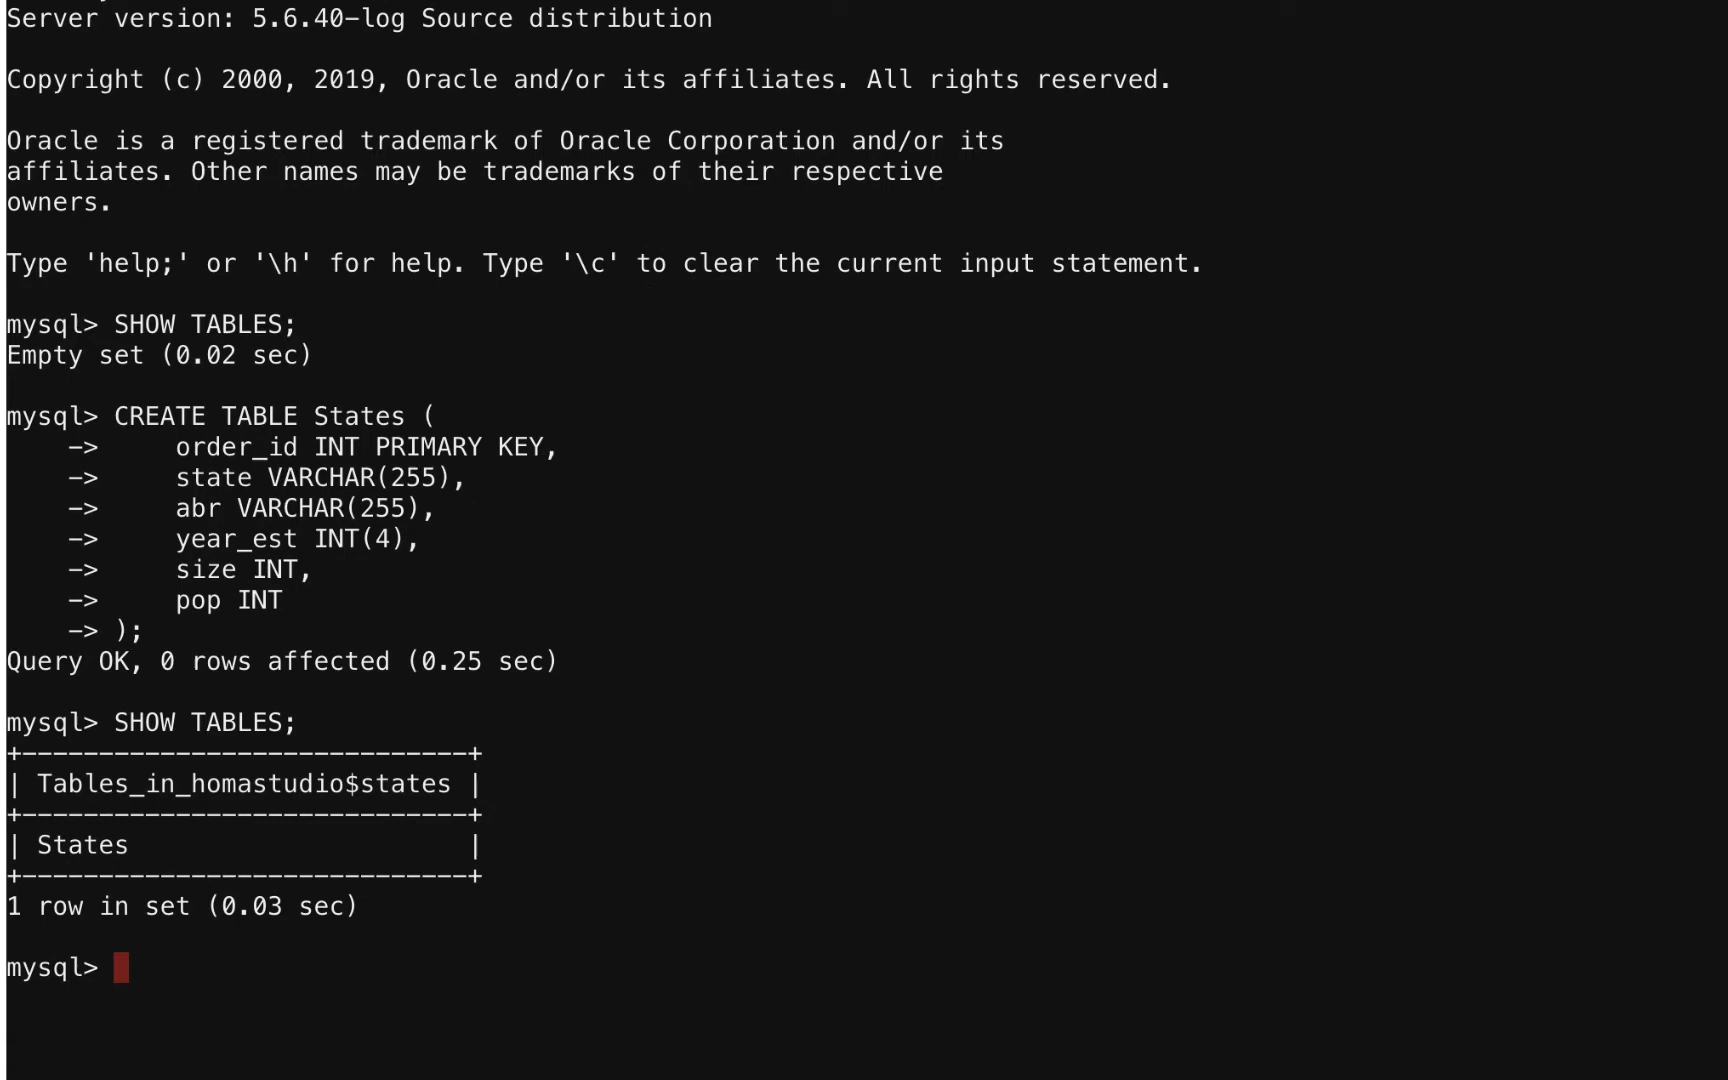 Server version: 5.6.40-log Source distribution
Copyright (c) 2000, 2019, Oracle and/or its affiliates. All rights reserved.
Oracle is a registered trademark of Oracle Corporation and/or its
affiliates. Other names may be trademarks of their respective
owners.
Type 'help;' or '\h' for help. Type '\c' to clear the current input statement.
mysql> SHOW TABLES;
Empty set (0.02 sec)
mysql> CREATE TABLE States (
    ->     order_id INT PRIMARY KEY,
    ->     state VARCHAR(255),
    ->     abr VARCHAR(255),
    ->     year_est INT(4),
    ->     size INT,
    ->     pop INT
    -> );
Query OK, 0 rows affected (0.25 sec)
mysql> SHOW TABLES;
+-----------------------------+
| Tables_in_homastudio$states |
+-----------------------------+
| States                      |
+-----------------------------+
1 row in set (0.03 sec)
mysql>